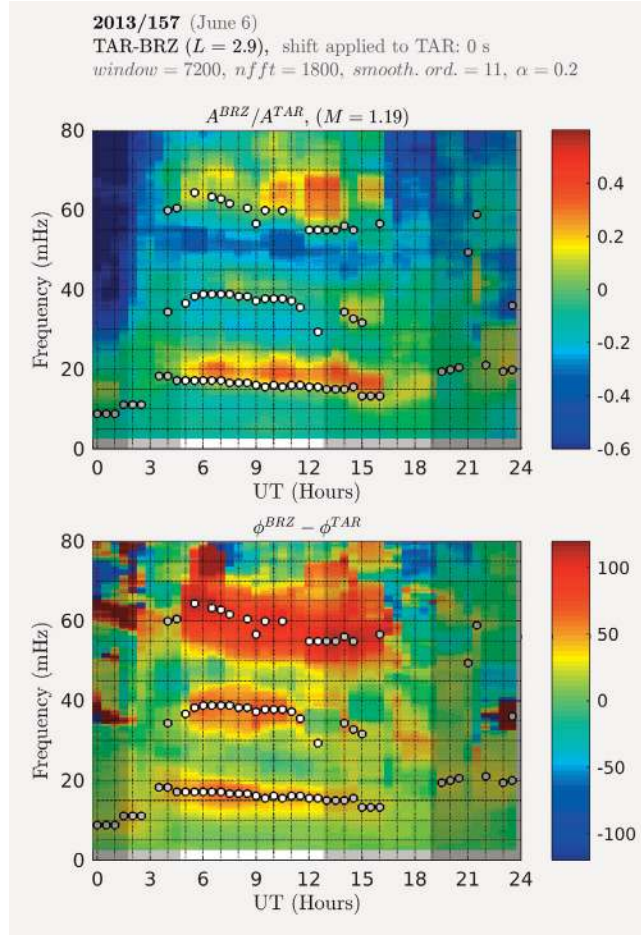 2013/157 (June 6)
TAR-BRZ (L = 2.9), shift applied to TAR: 0 s
window = 7200, nfft = 1800, smooth. ord. = 11, α = 0.2
A^BRZ/A^TAR, (M = 1.19)
80
60
40
20
0
Frequency (mHz)
0 3 6 9 12 15 18 21 24
UT (Hours)
0.4
0.2
0
-0.2
-0.4
-0.6
ϕ^BRZ − ϕ^TAR
80
60
40
20
0
Frequency (mHz)
0 3 6 9 12 15 18 21 24
UT (Hours)
100
50
0
-50
-100